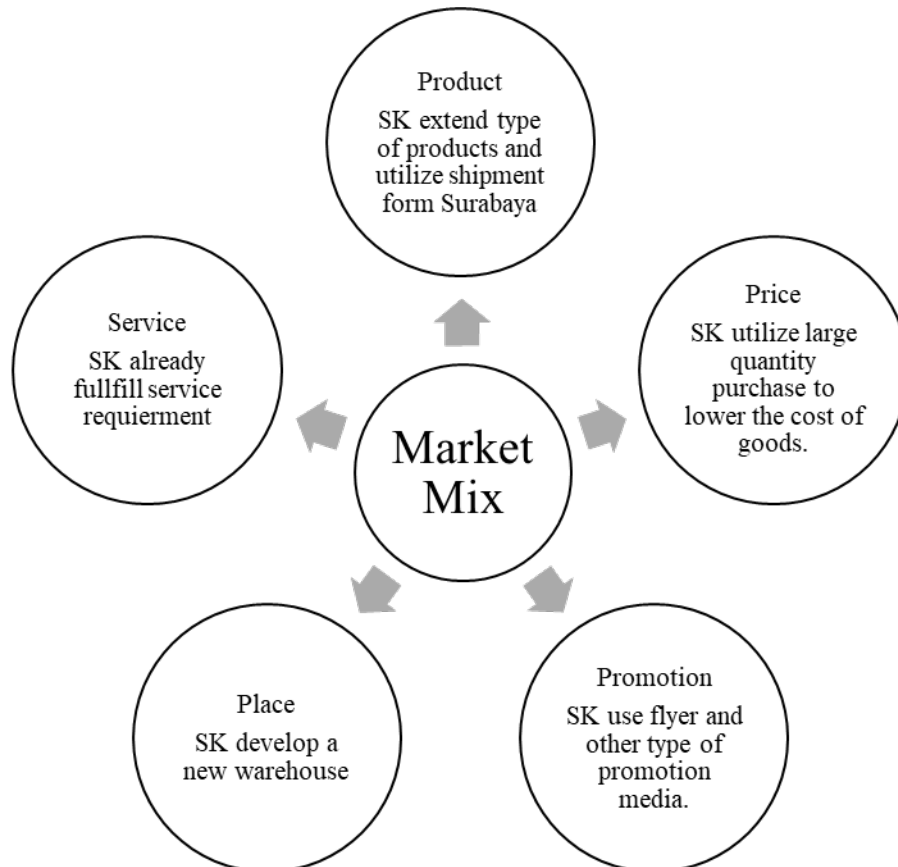 Product
SK extend type
of products and
utilize shipment
form Surabaya
Service
SK already
fullfill service
requierment
Price
SK utilize large
quantity
purchase to
lower the cost of
goods.
Market
Mix
Place
SK develop a
new warehouse
Promotion
SK use flyer and
other type of
promotion
media.